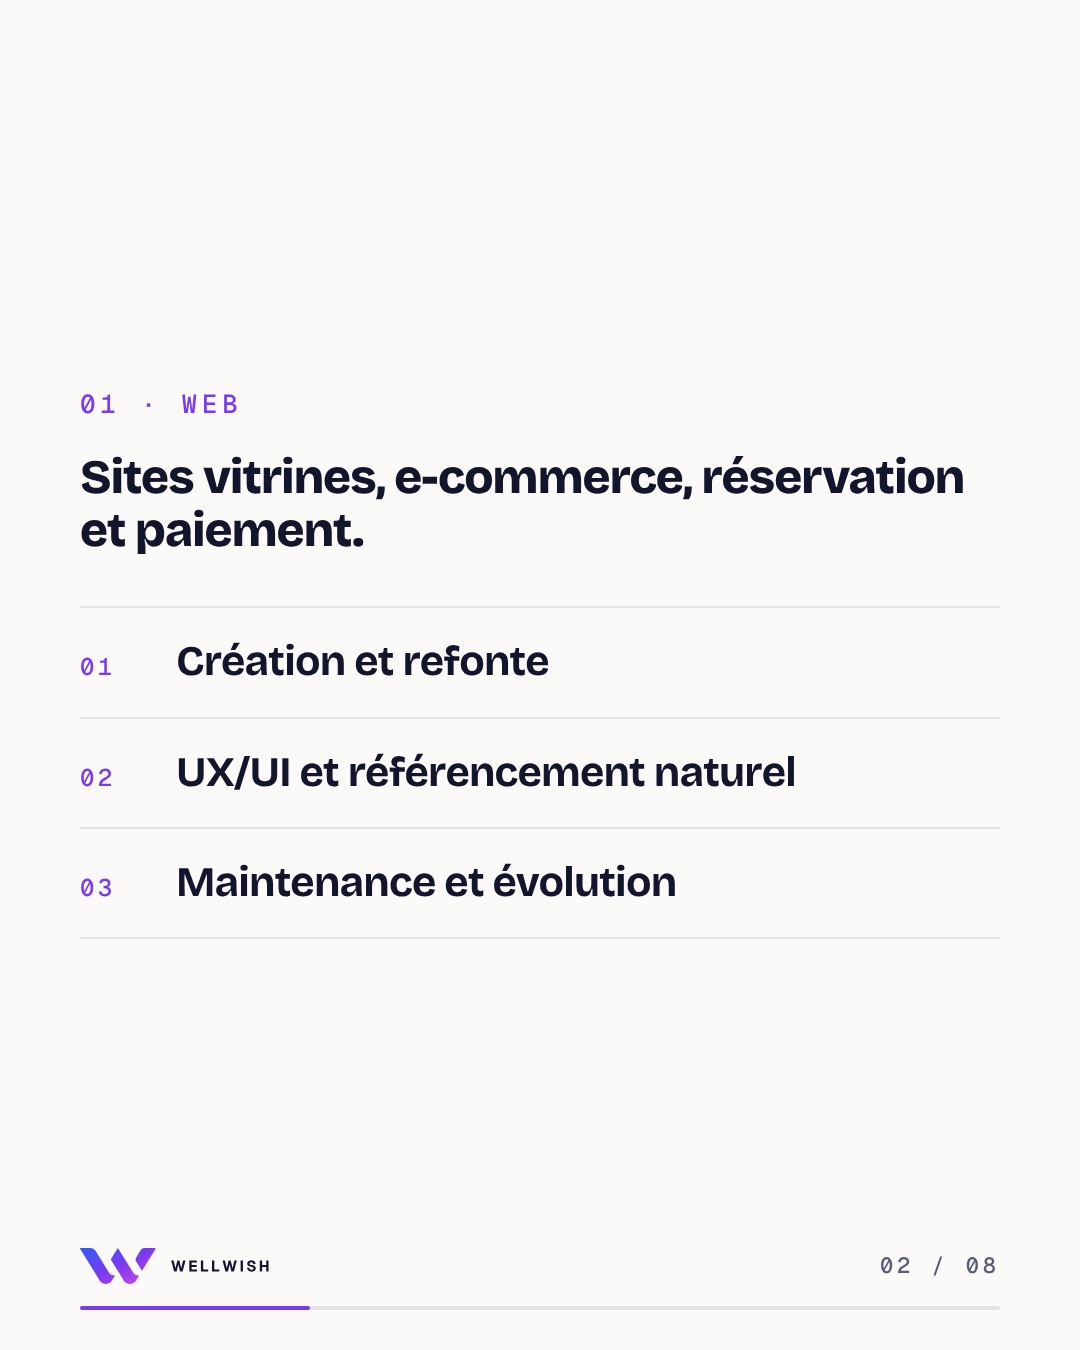 01 · WEB
Sites vitrines, e-commerce, réservation
et paiement.
01 Création et refonte
02 UX/UI et référencement naturel
03 Maintenance et évolution
WELLWISH
02 / 08